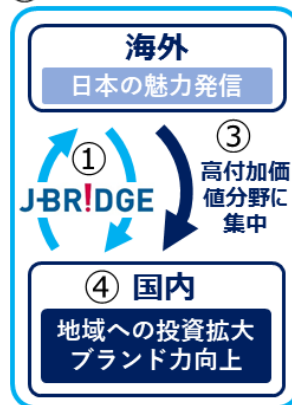 海外
日本の魅力発信
①
J-BR!DGE
③
高付加価
値分野に
集中
④ 国内
地域への投資拡大
ブランド力向上